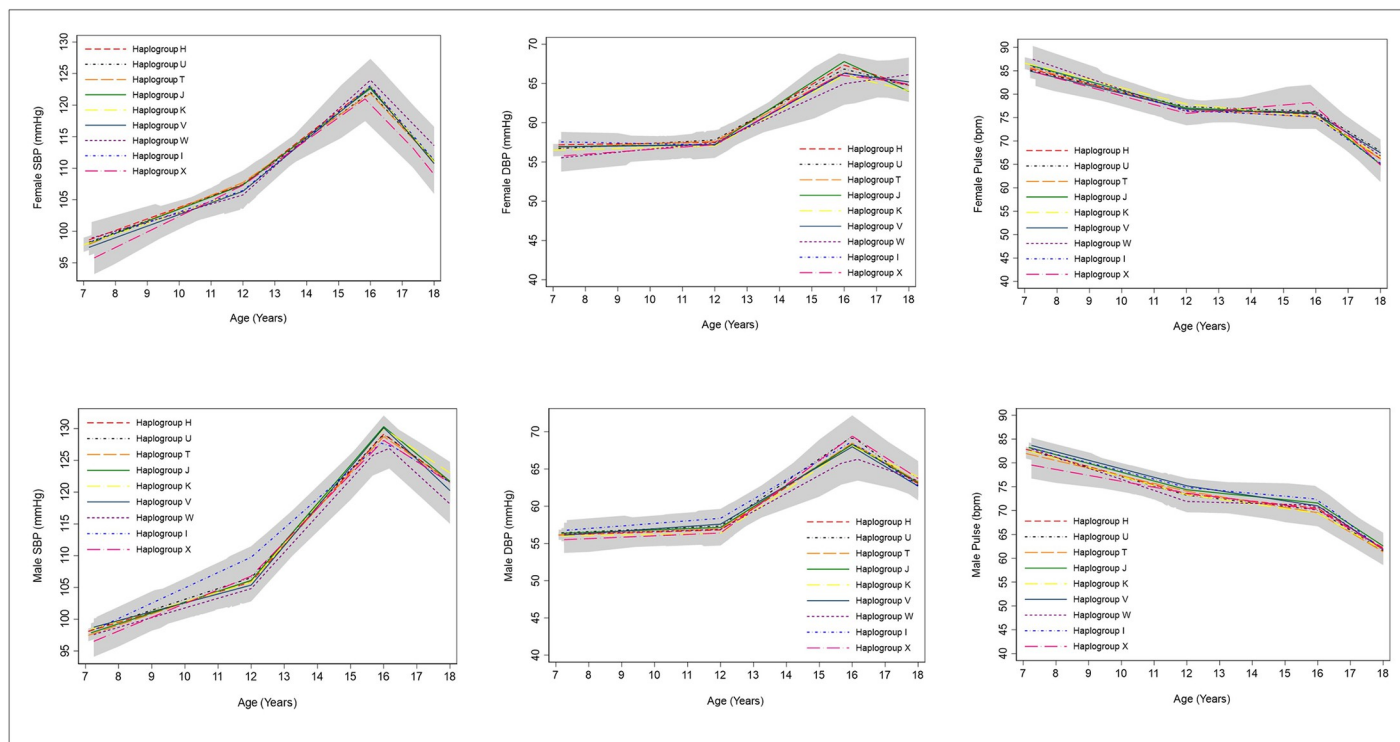 Female SBP (mmHg)
130
125
120
115
110
105
100
95
Haplogroup H
Haplogroup U
Haplogroup T
Haplogroup J
Haplogroup K
Haplogroup V
Haplogroup W
Haplogroup I
Haplogroup X
7 8 9 10 11 12 13 14 15 16 17 18
Age (Years)
Female DBP (mmHg)
70
65
60
55
50
45
40
Haplogroup H
Haplogroup U
Haplogroup T
Haplogroup J
Haplogroup K
Haplogroup V
Haplogroup W
Haplogroup I
Haplogroup X
7 8 9 10 11 12 13 14 15 16 17 18
Age (Years)
Female Pulse (bpm)
90
85
80
75
70
65
60
55
50
45
40
Haplogroup H
Haplogroup U
Haplogroup T
Haplogroup J
Haplogroup K
Haplogroup V
Haplogroup W
Haplogroup I
Haplogroup X
7 8 9 10 11 12 13 14 15 16 17 18
Age (Years)
Male SBP (mmHg)
130
125
120
115
110
105
100
95
Haplogroup H
Haplogroup U
Haplogroup T
Haplogroup J
Haplogroup K
Haplogroup V
Haplogroup W
Haplogroup I
Haplogroup X
7 8 9 10 11 12 13 14 15 16 17 18
Age (Years)
Male DBP (mmHg)
70
65
60
55
50
45
40
Haplogroup H
Haplogroup U
Haplogroup T
Haplogroup J
Haplogroup K
Haplogroup V
Haplogroup W
Haplogroup I
Haplogroup X
7 8 9 10 11 12 13 14 15 16 17 18
Age (Years)
Male Pulse (bpm)
90
85
80
75
70
65
60
55
50
45
40
Haplogroup H
Haplogroup U
Haplogroup T
Haplogroup J
Haplogroup K
Haplogroup V
Haplogroup W
Haplogroup I
Haplogroup X
7 8 9 10 11 12 13 14 15 16 17 18
Age (Years)